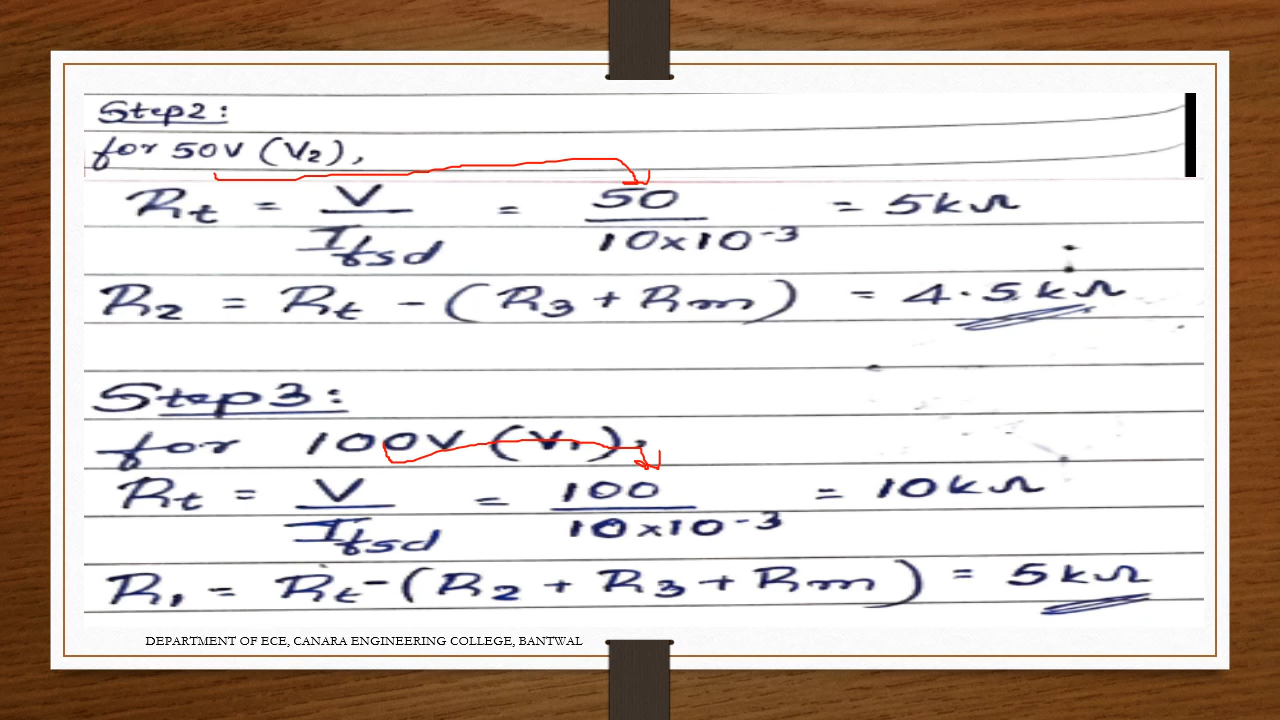 Step2:
for 50V (V2),
Rt = V / Ifsd = 50 / 10×10⁻³ = 5kΩ
R2 = Rt - (R3 + Rm) = 4.5kΩ
Step3:
for 100V (V1),
Rt = V / Ifsd = 100 / 10×10⁻³ = 10kΩ
R1 = Rt - (R2 + R3 + Rm) = 5kΩ
DEPARTMENT OF ECE, CANARA ENGINEERING COLLEGE, BANTWAL